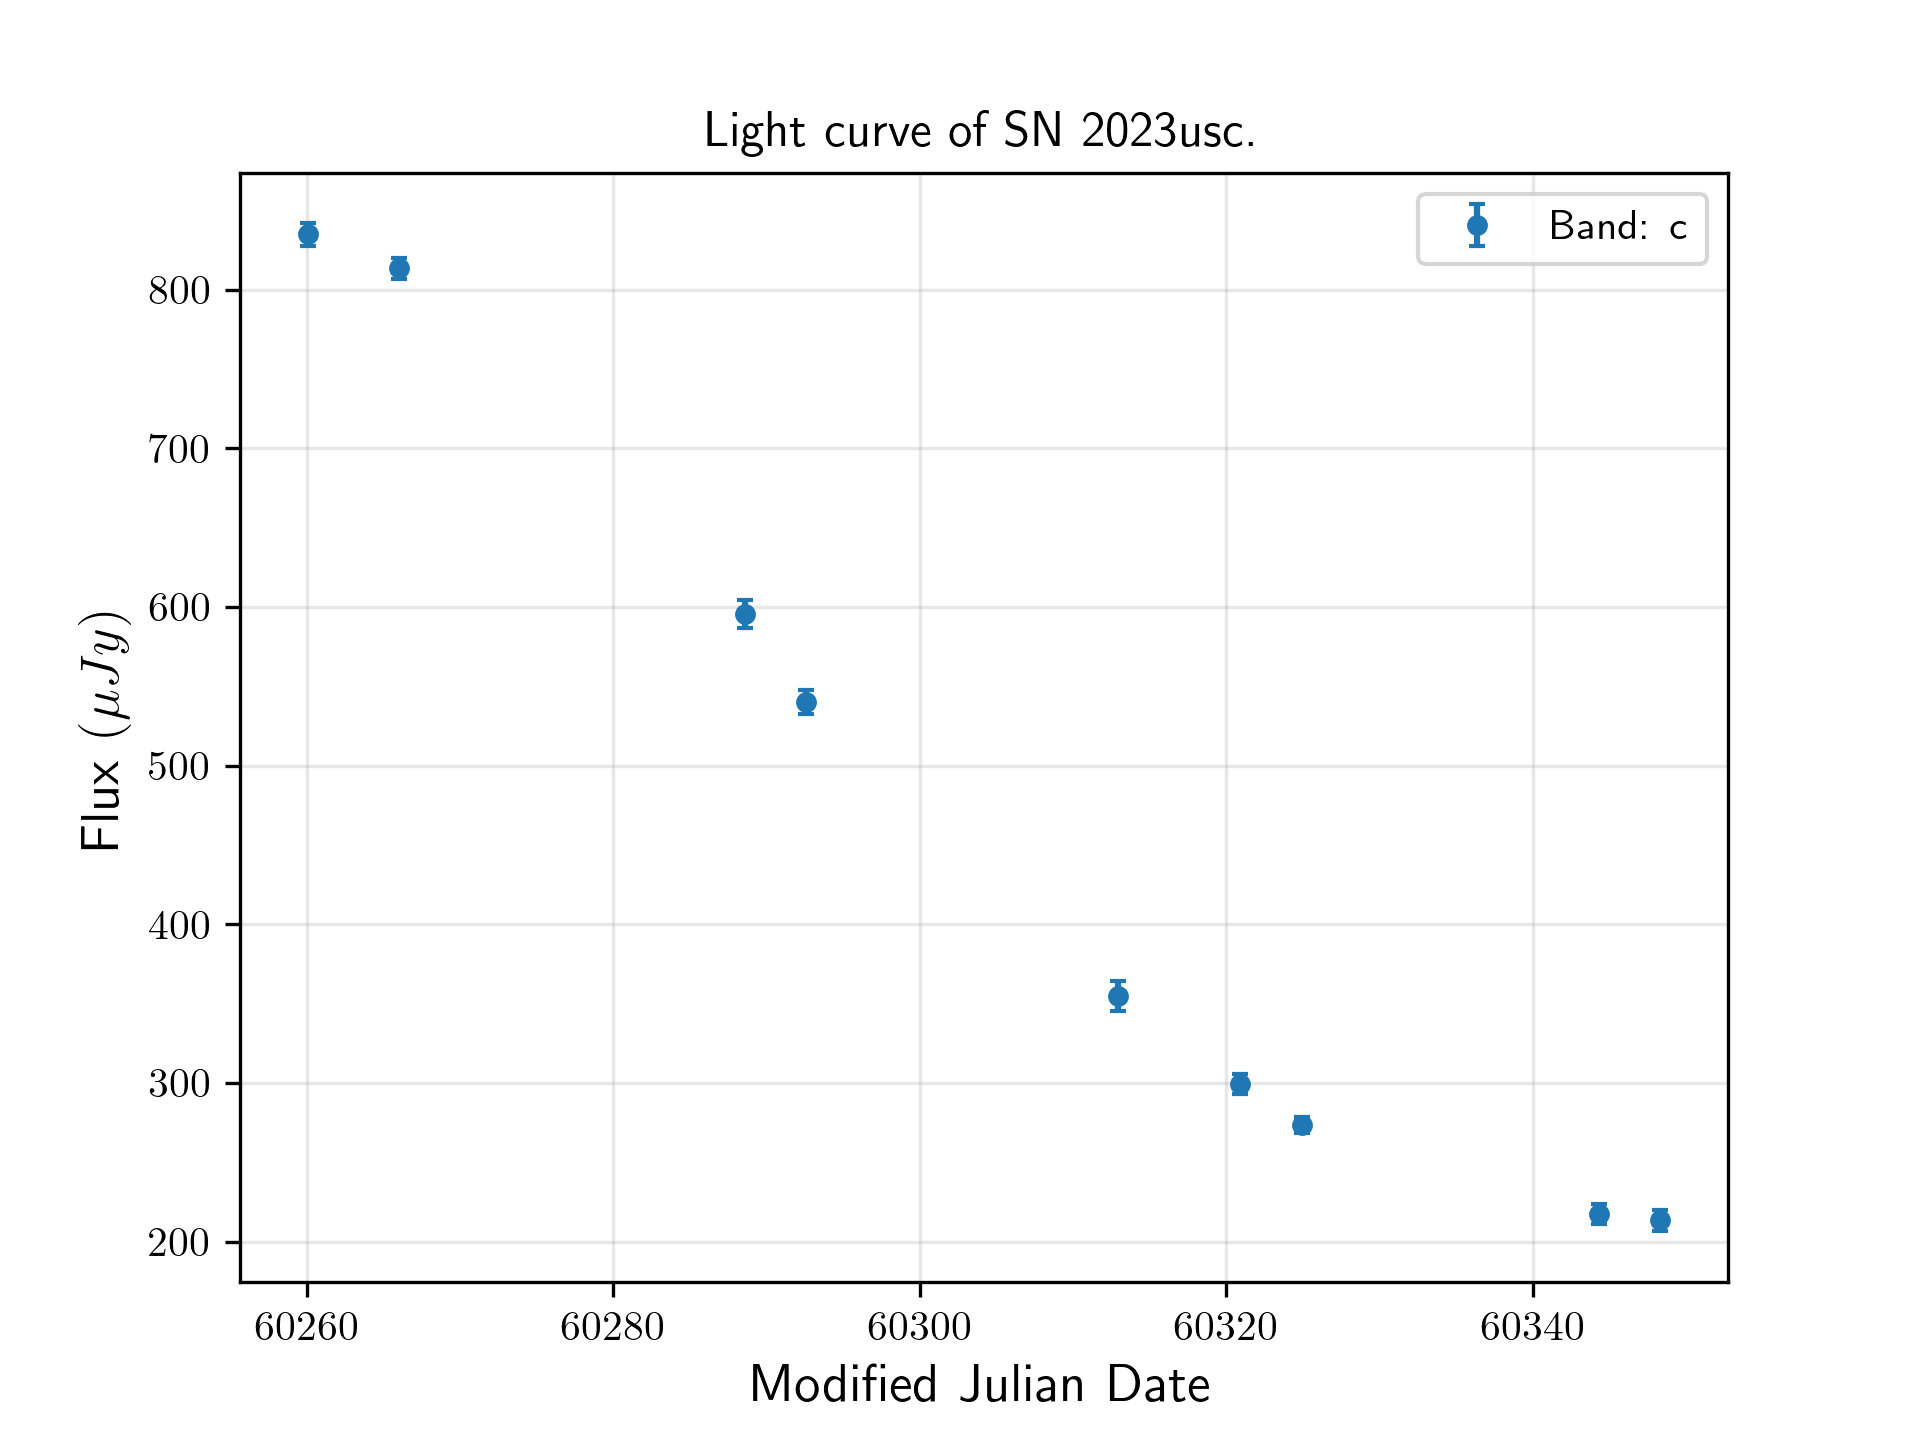 Light curve of SN 2023usc.
Band: c
800
700
600
500
400
300
200
Flux (μJy)
60260 60280 60300 60320 60340
Modified Julian Date